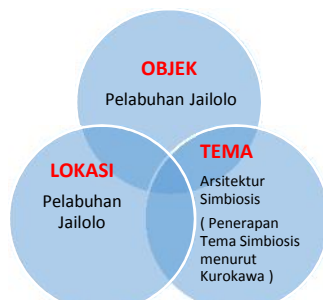 OBJEK
Pelabuhan Jailolo
LOKASI
Pelabuhan
Jailolo
TEMA
Arsitektur
Simbiosis
( Penerapan
Tema Simbiosis
menurut
Kurokawa )